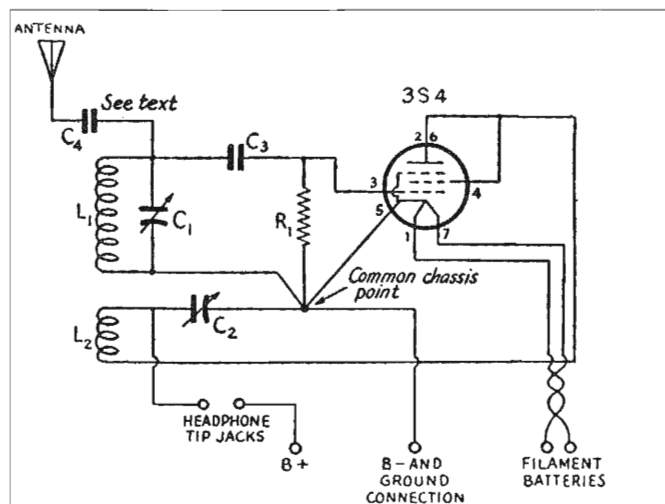 ANTENNA
See text
C4
3S4
C3
2 6
3
4
5
1
7
L1
C1
R1
Common chassis
point
C2
L2
HEADPHONE
TIP JACKS
B+
B- AND
GROUND
CONNECTION
FILAMENT
BATTERIES